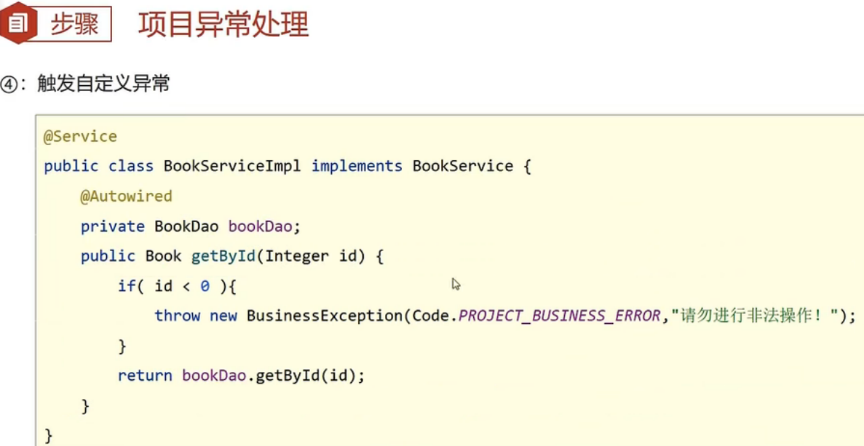 步骤 项目异常处理
④：触发自定义异常
@Service
public class BookServiceImpl implements BookService {
    @Autowired
    private BookDao bookDao;
    public Book getById(Integer id) {
        if( id < 0 ){
            throw new BusinessException(Code.PROJECT_BUSINESS_ERROR,"请勿进行非法操作！");
        }
        return bookDao.getById(id);
    }
}